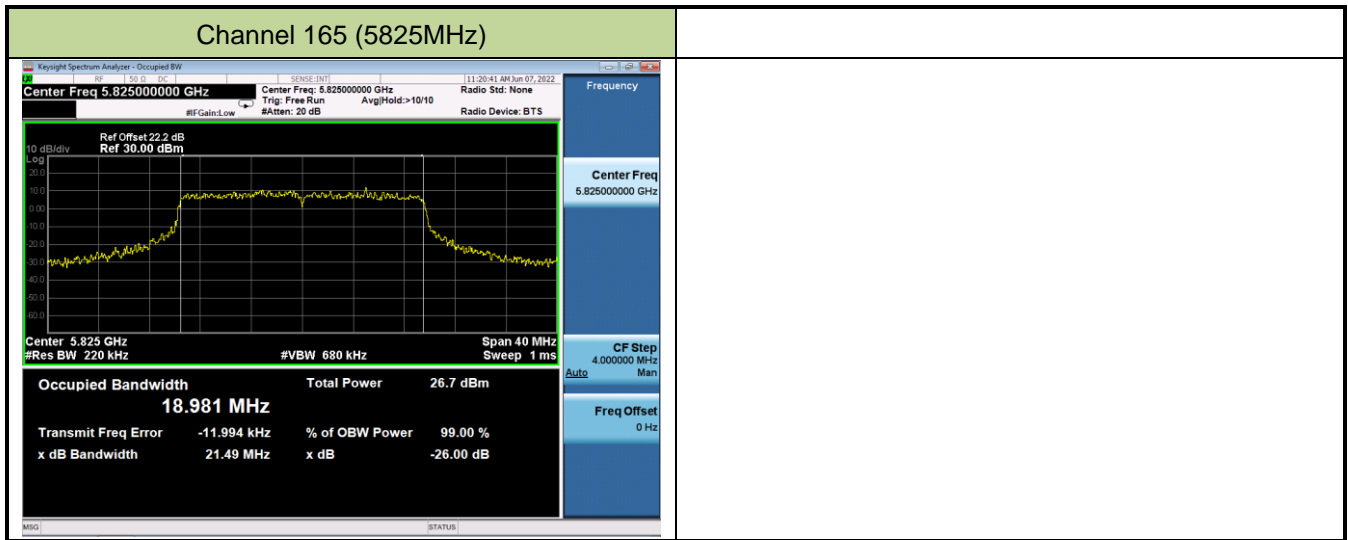 Channel 165 (5825MHz)
Keysight Spectrum Analyzer - Occupied BW
RF 50 Ω DC SENSE:INT 11:20:41 AM Jun 07, 2022
Center Freq 5.825000000 GHz
Center Freq: 5.825000000 GHz
Radio Std: None
Trig: Free Run Avg|Hold:>10/10
#IFGain:Low #Atten: 20 dB Radio Device: BTS
Ref Offset 22.2 dB
10 dB/div Ref 30.00 dBm
Log
20.0
10.0
0.00
-10.0
-20.0
-30.0
-40.0
-50.0
-60.0
Center 5.825 GHz Span 40 MHz
#Res BW 220 kHz #VBW 680 kHz Sweep 1 ms
Occupied Bandwidth Total Power 26.7 dBm
18.981 MHz
Transmit Freq Error -11.994 kHz % of OBW Power 99.00 %
x dB Bandwidth 21.49 MHz x dB -26.00 dB
MSG STATUS
Frequency
Center Freq
5.825000000 GHz
CF Step
4.000000 MHz
Auto Man
Freq Offset
0 Hz